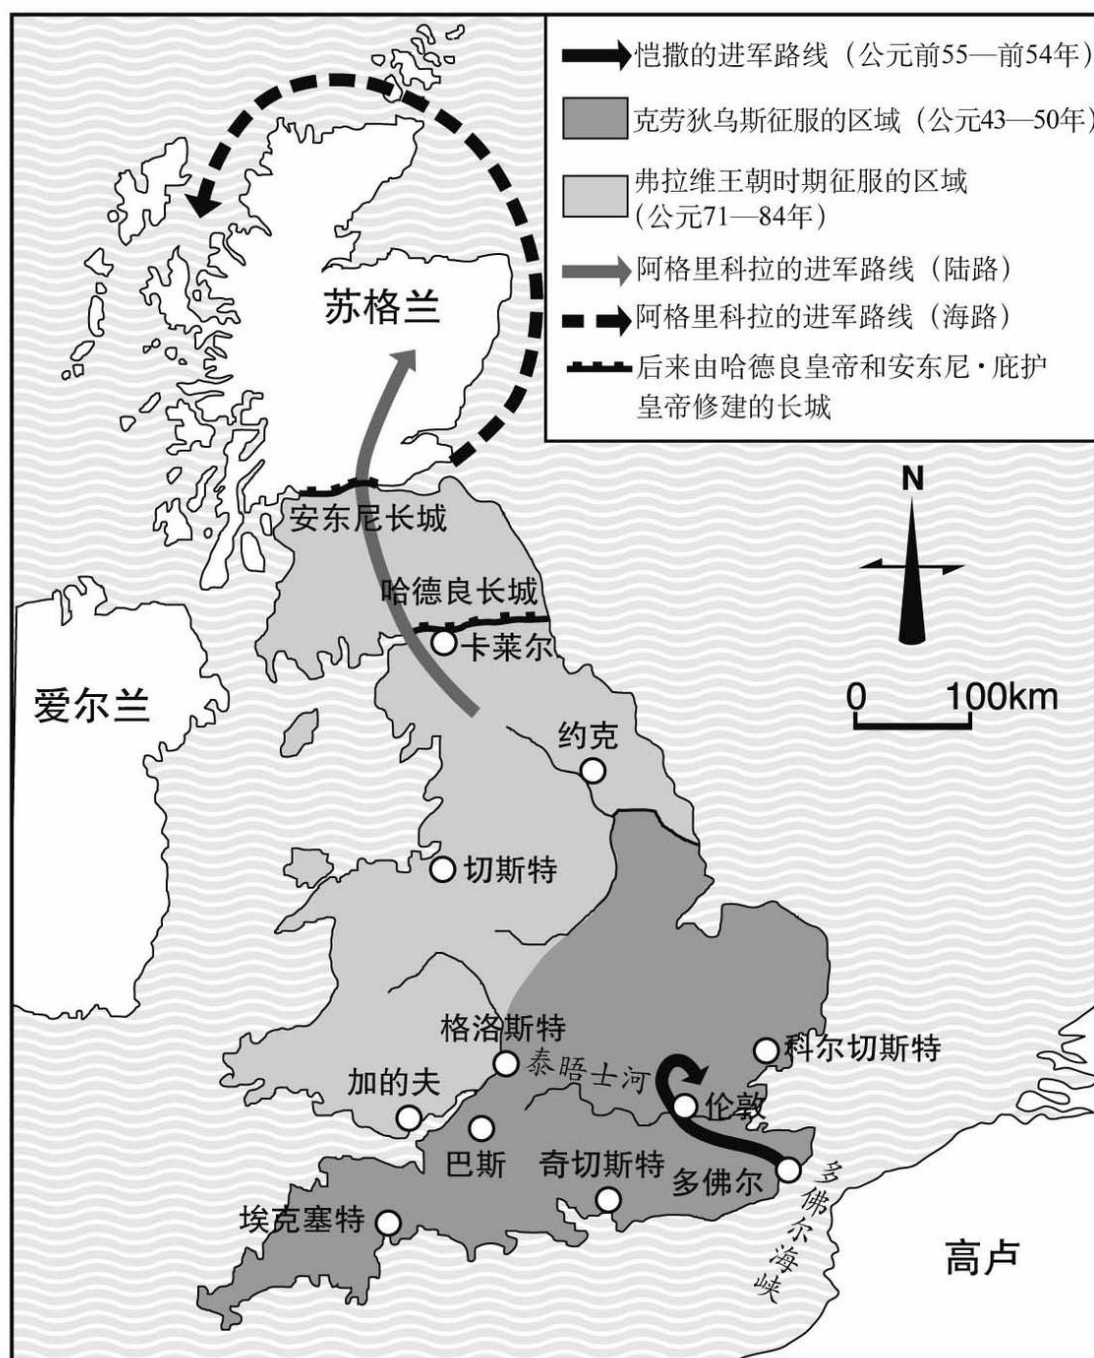 恺撒的进军路线（公元前55—前54年）
克劳狄乌斯征服的区域（公元43—50年）
弗拉维王朝时期征服的区域
（公元71—84年）
阿格里科拉的进军路线（陆路）
阿格里科拉的进军路线（海路）
后来由哈德良皇帝和安东尼·庇护
皇帝修建的长城
苏格兰
N
安东尼长城
哈德良长城
卡莱尔
爱尔兰
0 100km
约克
切斯特
格洛斯特
泰晤士河
科尔切斯特
加的夫
伦敦
巴斯
奇切斯特
多佛尔
多佛尔海峡
埃克塞特
高卢